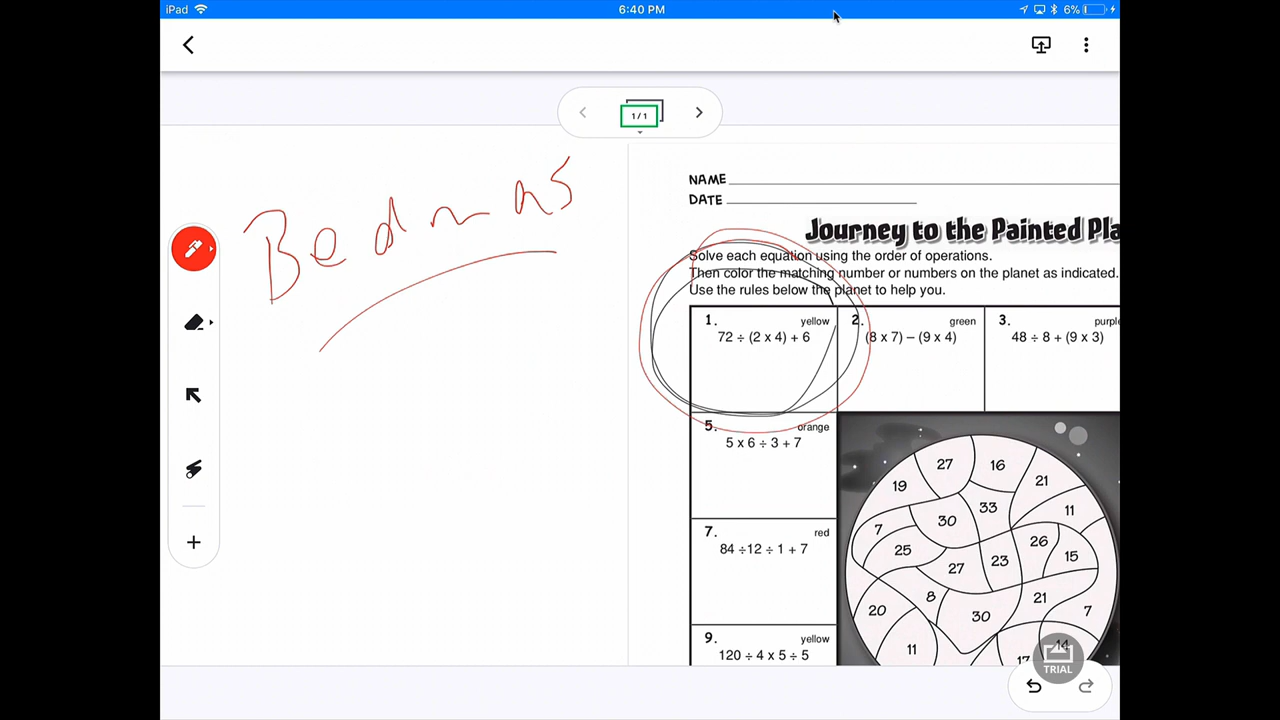 iPad 6:40 PM 6%
1/1
Bedmas
NAME
DATE
Journey to the Painted Pla
Solve each equation using the order of operations.
Then color the matching number or numbers on the planet as indicated.
Use the rules below the planet to help you.
1. yellow
72 ÷ (2 x 4) + 6
2. green
(8 x 7) – (9 x 4)
3. purple
48 ÷ 8 + (9 x 3)
5. orange
5 x 6 ÷ 3 + 7
7. red
84 ÷12 ÷ 1 + 7
9. yellow
120 ÷ 4 x 5 ÷ 5
27 16
19 21
33 11
30
7 26
25 15
23
27
8 21
20 30 7
11 17 14
TRIAL